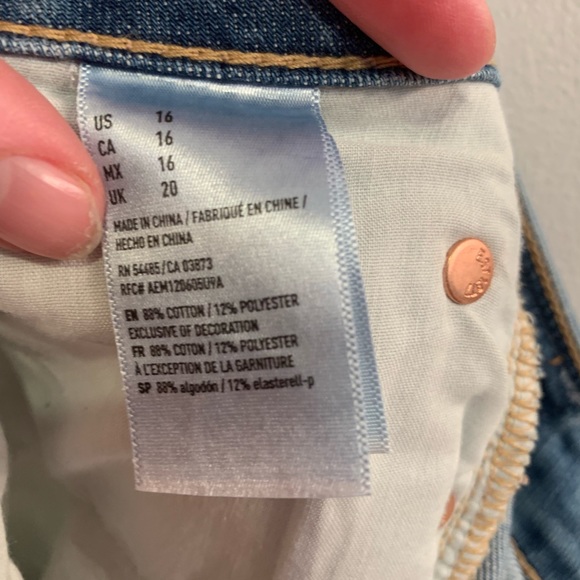 US 16
CA 16
MX 16
UK 20
MADE IN CHINA / FABRIQUÉ EN CHINE /
HECHO EN CHINA
RN 54485/CA 03873
RFC# AEM120605U9A
EN 88% COTTON / 12% POLYESTER
EXCLUSIVE OF DECORATION
FR 88% COTTON / 12% POLYESTER
À L'EXCEPTION DE LA GARNITURE
SP 88% algodón / 12% elasterell-p